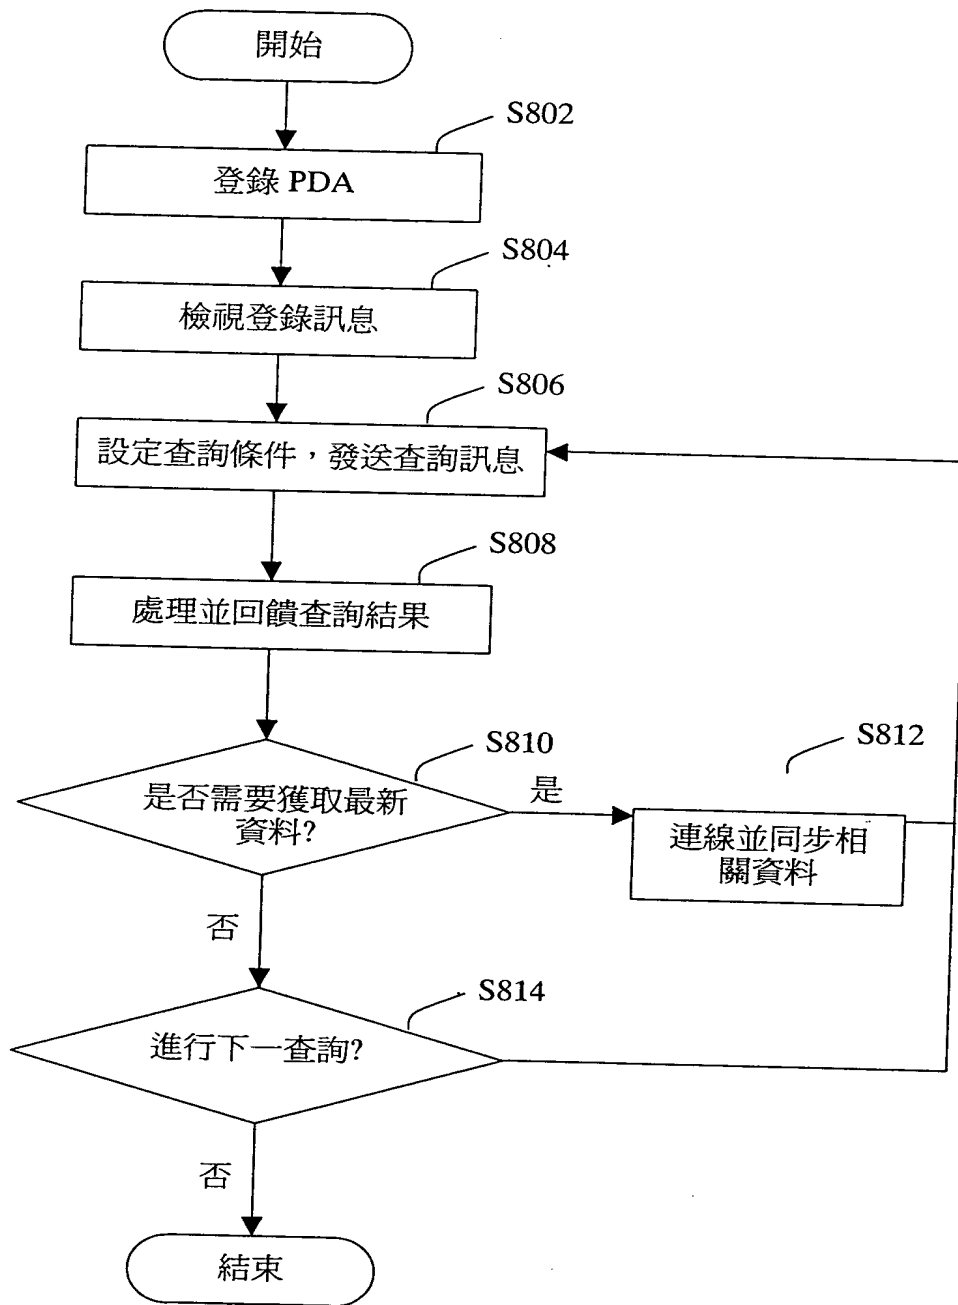 開始
S802
登錄 PDA
S804
檢視登錄訊息
S806
設定查詢條件，發送查詢訊息
S808
處理並回饋查詢結果
S810
是否需要獲取最新
資料?
是
S812
連線並同步相
關資料
否
S814
進行下一查詢?
否
結束